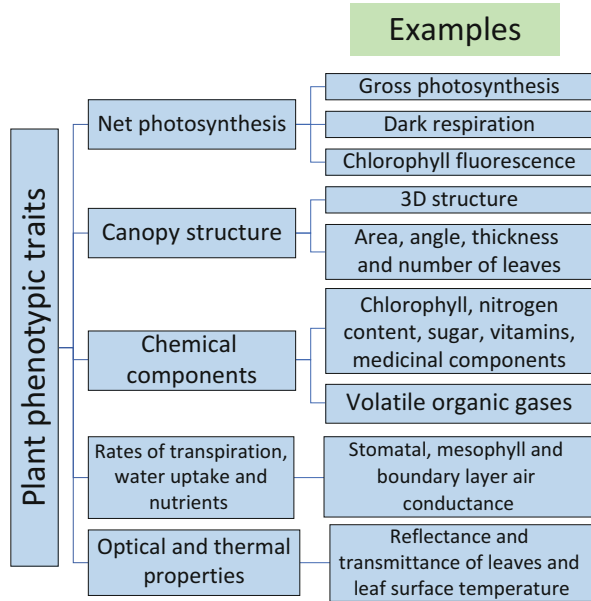 Examples
Plant phenotypic traits
Net photosynthesis
Gross photosynthesis
Dark respiration
Chlorophyll fluorescence
Canopy structure
3D structure
Area, angle, thickness
and number of leaves
Chemical
components
Chlorophyll, nitrogen
content, sugar, vitamins,
medicinal components
Volatile organic gases
Rates of transpiration,
water uptake and
nutrients
Stomatal, mesophyll and
boundary layer air
conductance
Optical and thermal
properties
Reflectance and
transmittance of leaves and
leaf surface temperature